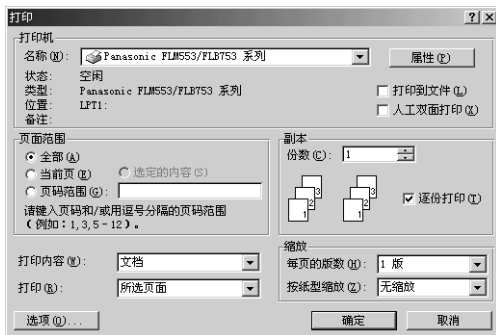 打印
打印机
名称(N): Panasonic FLM553/FLB753 系列
属性(P)
状态: 空闲
类型: Panasonic FLM553/FLB753 系列
打印到文件(L)
位置: LPT1:
人工双面打印(X)
备注:
页面范围
全部(A)
当前页(E) 选定的内容(S)
页码范围(G):
请键入页码和/或用逗号分隔的页码范围
(例如:1,3,5-12)。
副本
份数(C): 1
1 2 3 1 2 3
逐份打印(T)
打印内容(W): 文档
打印(R): 所选页面
缩放
每页的版数(H): 1 版
按纸型缩放(Z): 无缩放
选项(O)... 确定 取消